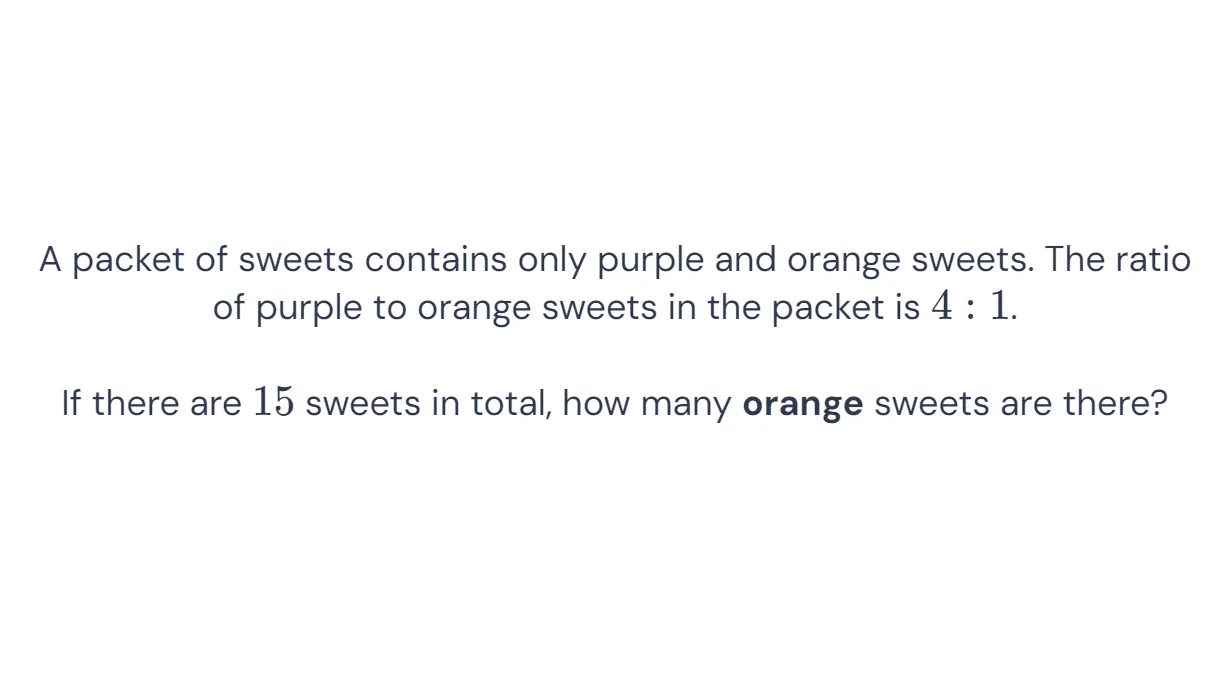 A packet of sweets contains only purple and orange sweets. The ratio
of purple to orange sweets in the packet is 4 : 1.
If there are 15 sweets in total, how many orange sweets are there?